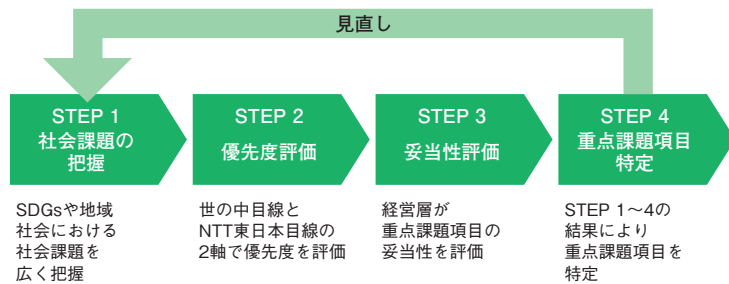 見直し
STEP 1
社会課題の
把握
SDGsや地域
社会における
社会課題を
広く把握
STEP 2
優先度評価
世の中目線と
NTT東日本目線の
2軸で優先度を評価
STEP 3
妥当性評価
経営層が
重点課題項目の
妥当性を評価
STEP 4
重点課題項目
特定
STEP 1〜4の
結果により
重点課題項目を
特定